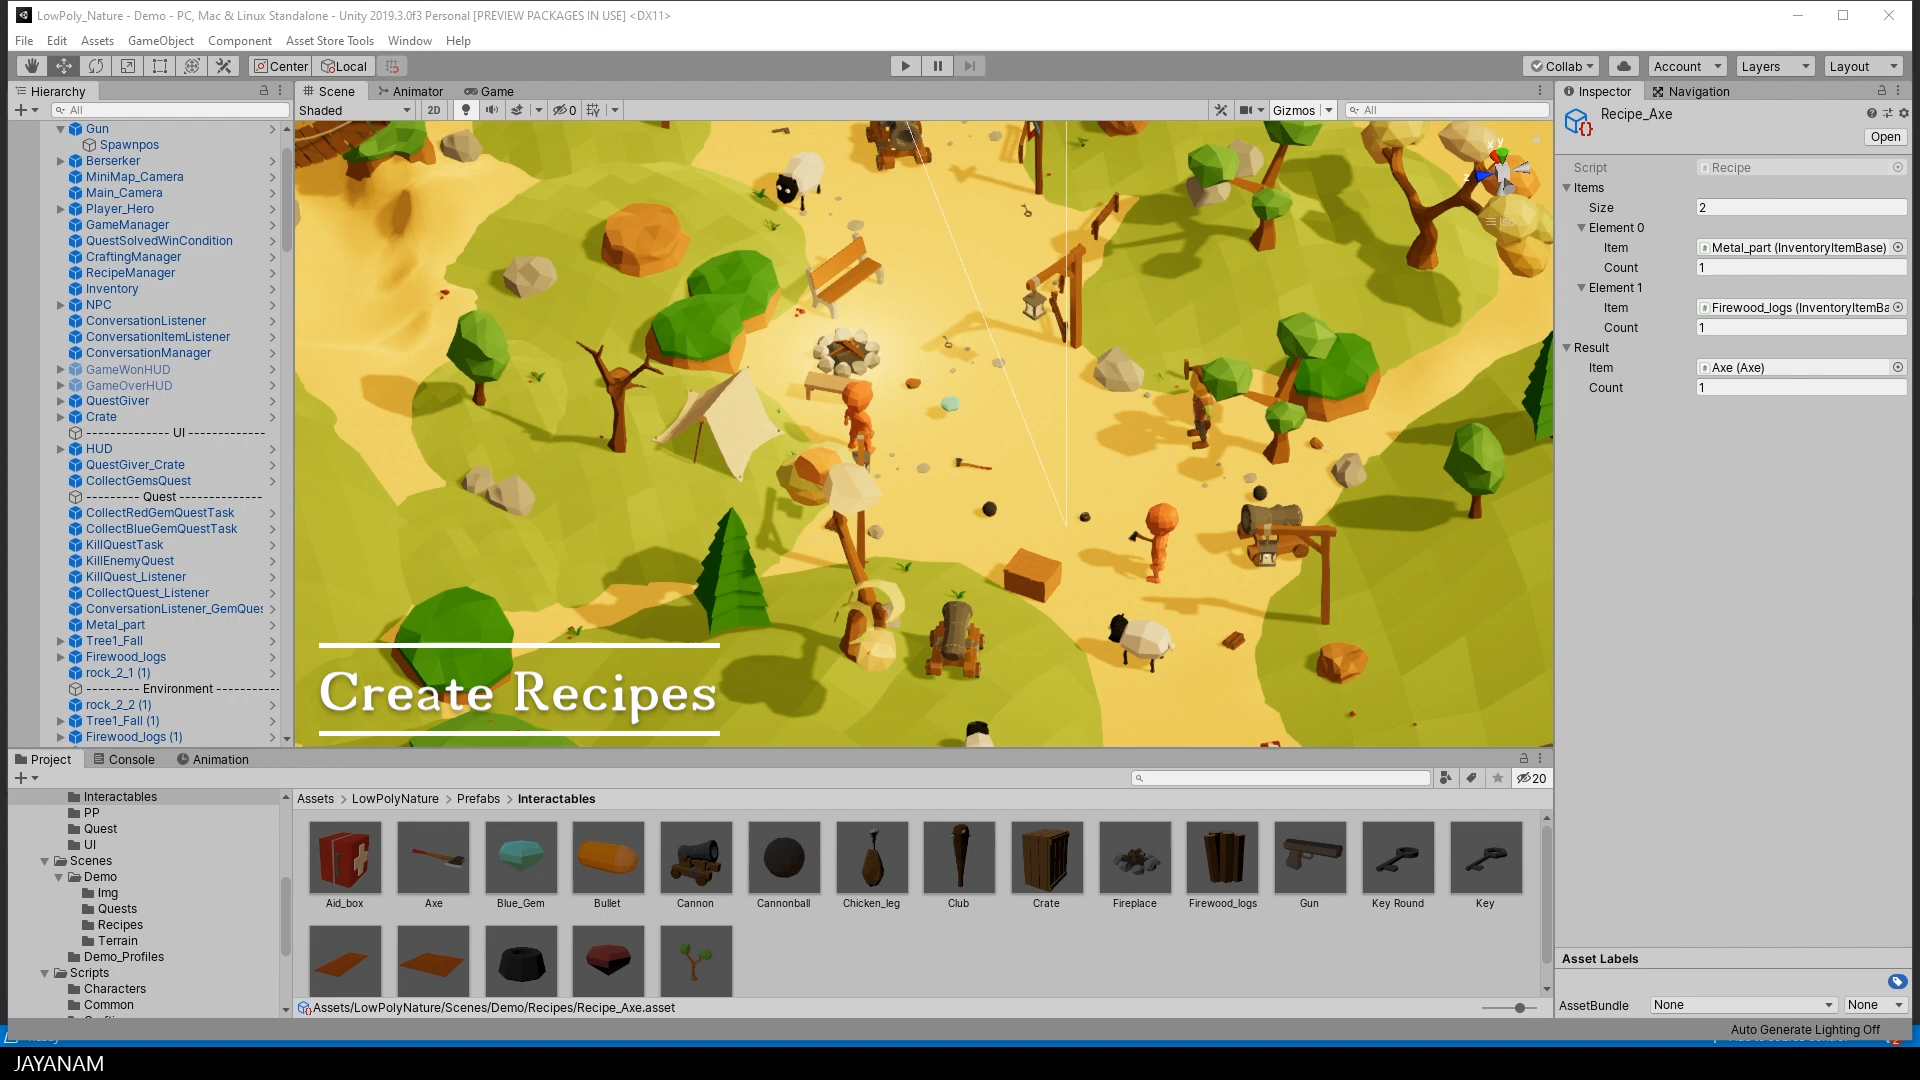 LowPoly_Nature - Demo - PC, Mac & Linux Standalone - Unity 2019.3.0f3 Personal [PREVIEW PACKAGES IN USE] <DX11>
File Edit Assets GameObject Component Asset Store Tools Window Help
Center Local Collab Account Layers Layout
Hierarchy
All
Gun
Spawnpos
Berserker
MiniMap_Camera
Main_Camera
Player_Hero
GameManager
QuestSolvedWinCondition
CraftingManager
RecipeManager
Inventory
NPC
ConversationListener
ConversationItemListener
ConversationManager
GameWonHUD
GameOverHUD
QuestGiver
Crate
------------- UI -------------
HUD
QuestGiver_Crate
CollectGemsQuest
--------- Quest --------------
CollectRedGemQuestTask
CollectBlueGemQuestTask
KillQuestTask
KillEnemyQuest
KillQuest_Listener
CollectQuest_Listener
ConversationListener_GemQues
Metal_part
Tree1_Fall
Firewood_logs
rock_2_1 (1)
--------- Environment ----------
rock_2_2 (1)
Tree1_Fall (1)
Firewood_logs (1)
Scene Animator Game
Shaded 2D 0 Gizmos All
x y
z
Create Recipes
Inspector Navigation
Recipe_Axe
Open
Script Recipe
Items
Size 2
Element 0
Item Metal_part (InventoryItemBase)
Count 1
Element 1
Item Firewood_logs (InventoryItemBa
Count 1
Result
Item Axe (Axe)
Count 1
Project Console Animation
20
Interactables
PP
Quest
UI
Scenes
Demo
Img
Quests
Recipes
Terrain
Demo_Profiles
Scripts
Characters
Common
Assets > LowPolyNature > Prefabs > Interactables
Aid_box Axe Blue_Gem Bullet Cannon Cannonball Chicken_leg Club Crate Fireplace Firewood_logs Gun Key Round Key
Assets/LowPolyNature/Scenes/Demo/Recipes/Recipe_Axe.asset
Asset Labels
AssetBundle None None
Auto Generate Lighting Off
JAYANAM